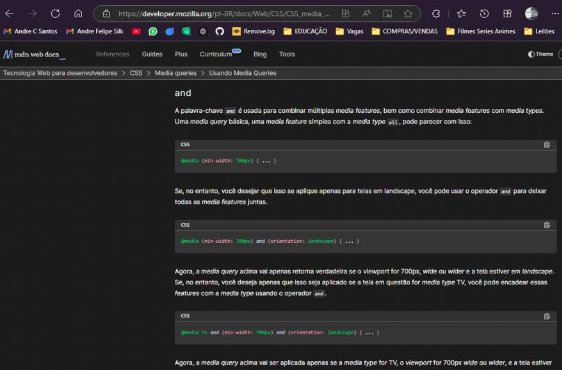 https://developer.mozilla.org/pt-BR/docs/Web/CSS/CSS_media_...
Andre C Santos
Andre Felipe Silk
Remove.bg
EDUCAÇÃO
Vagas
COMPRAS/VENDAS
Filmes Series Animes
Leilões
mdn web docs_
References
Guides
Plus
Curriculum
Blog
Tools
Theme
Tecnologia Web para desenvolvedores > CSS > Media queries > Usando Media Queries
and
A palavra-chave and é usada para combinar múltiplas media features, bem como combinar media features com media types.
Uma media query básica, uma media feature simples com a media type all, pode parecer com isso:
CSS
@media (min-width: 700px) { ... }
Se, no entanto, você desejar que isso se aplique apenas para telas em landscape, você pode usar o operador and para deixar
todas as media features juntas.
CSS
@media (min-width: 700px) and (orientation: landscape) { ... }
Agora, a media query acima vai apenas retorna verdadeira se o viewport for 700px, wide ou wider e a tela estiver em landscape.
Se, no entanto, você deseja apenas que isso seja aplicado se a tela em questão for media type TV, você pode encadear essas
features com a media type usando o operador and.
CSS
@media tv and (min-width: 700px) and (orientation: landscape) { ... }
Agora, a media query acima vai ser aplicada apenas se a media type for TV, o viewport for 700px wide ou wider, e a tela estiver